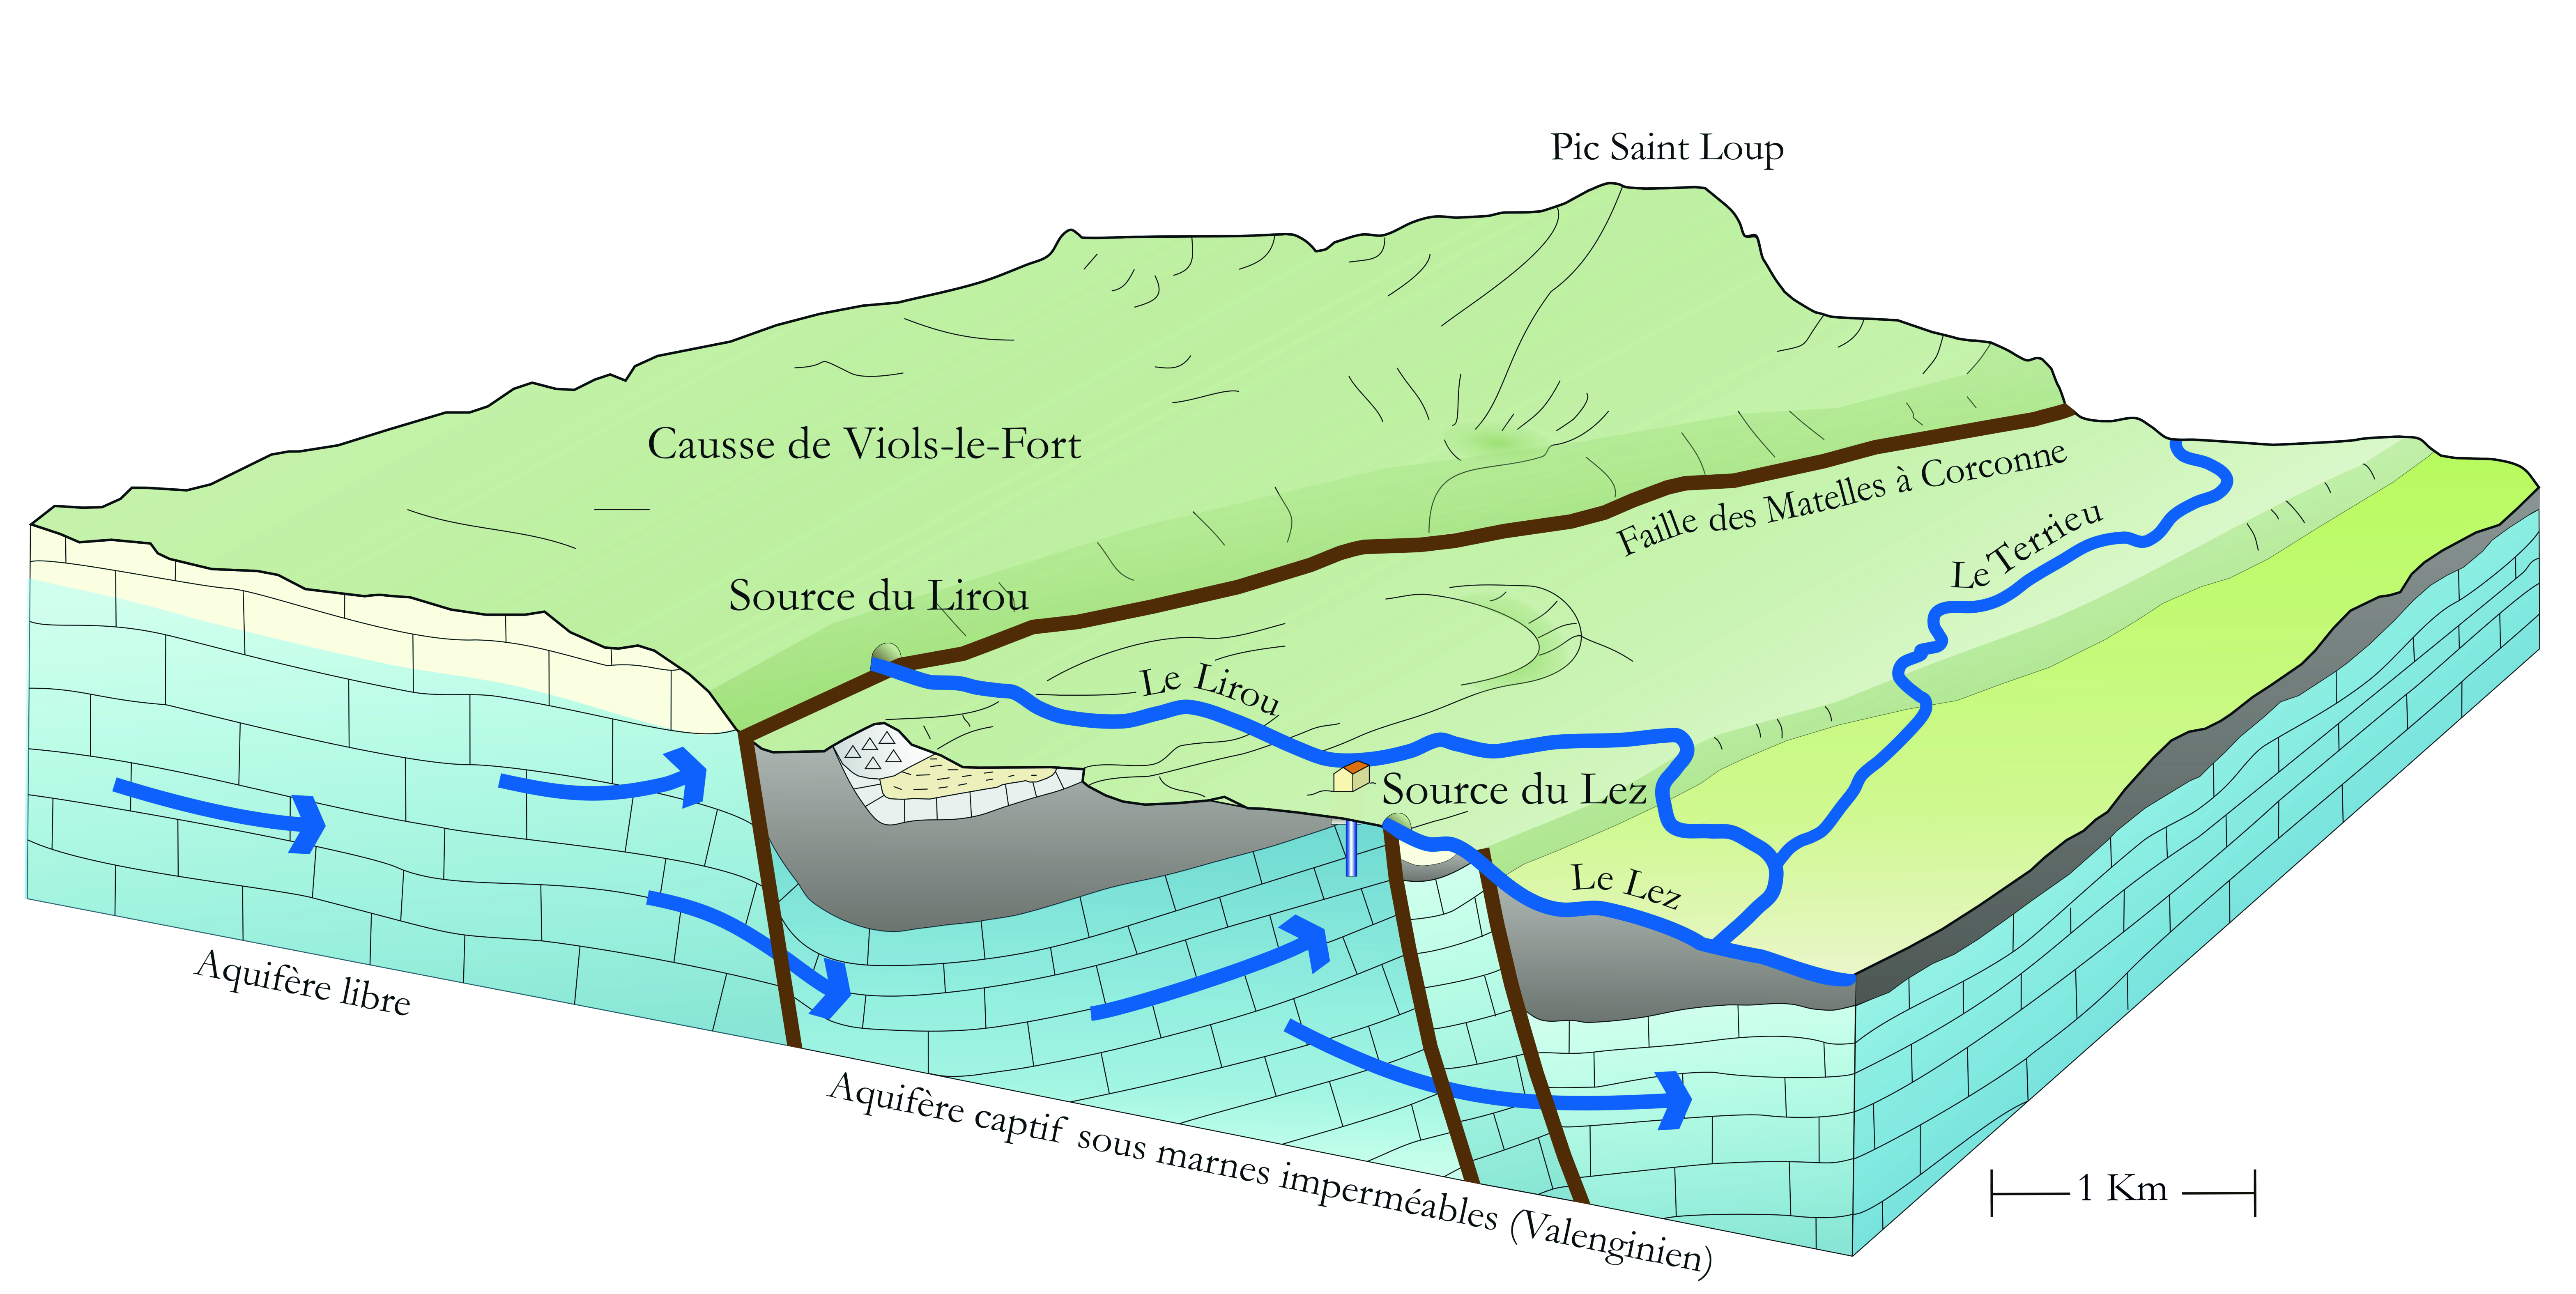 Pic Saint Loup
Causse de Viols-le-Fort
Faille des Matelles à Corconne
Le Terrieu
Source du Lirou
Le Lirou
Source du Lez
Le Lez
Aquifère libre
Aquifère captif sous marnes imperméables (Valenginien)
1 Km